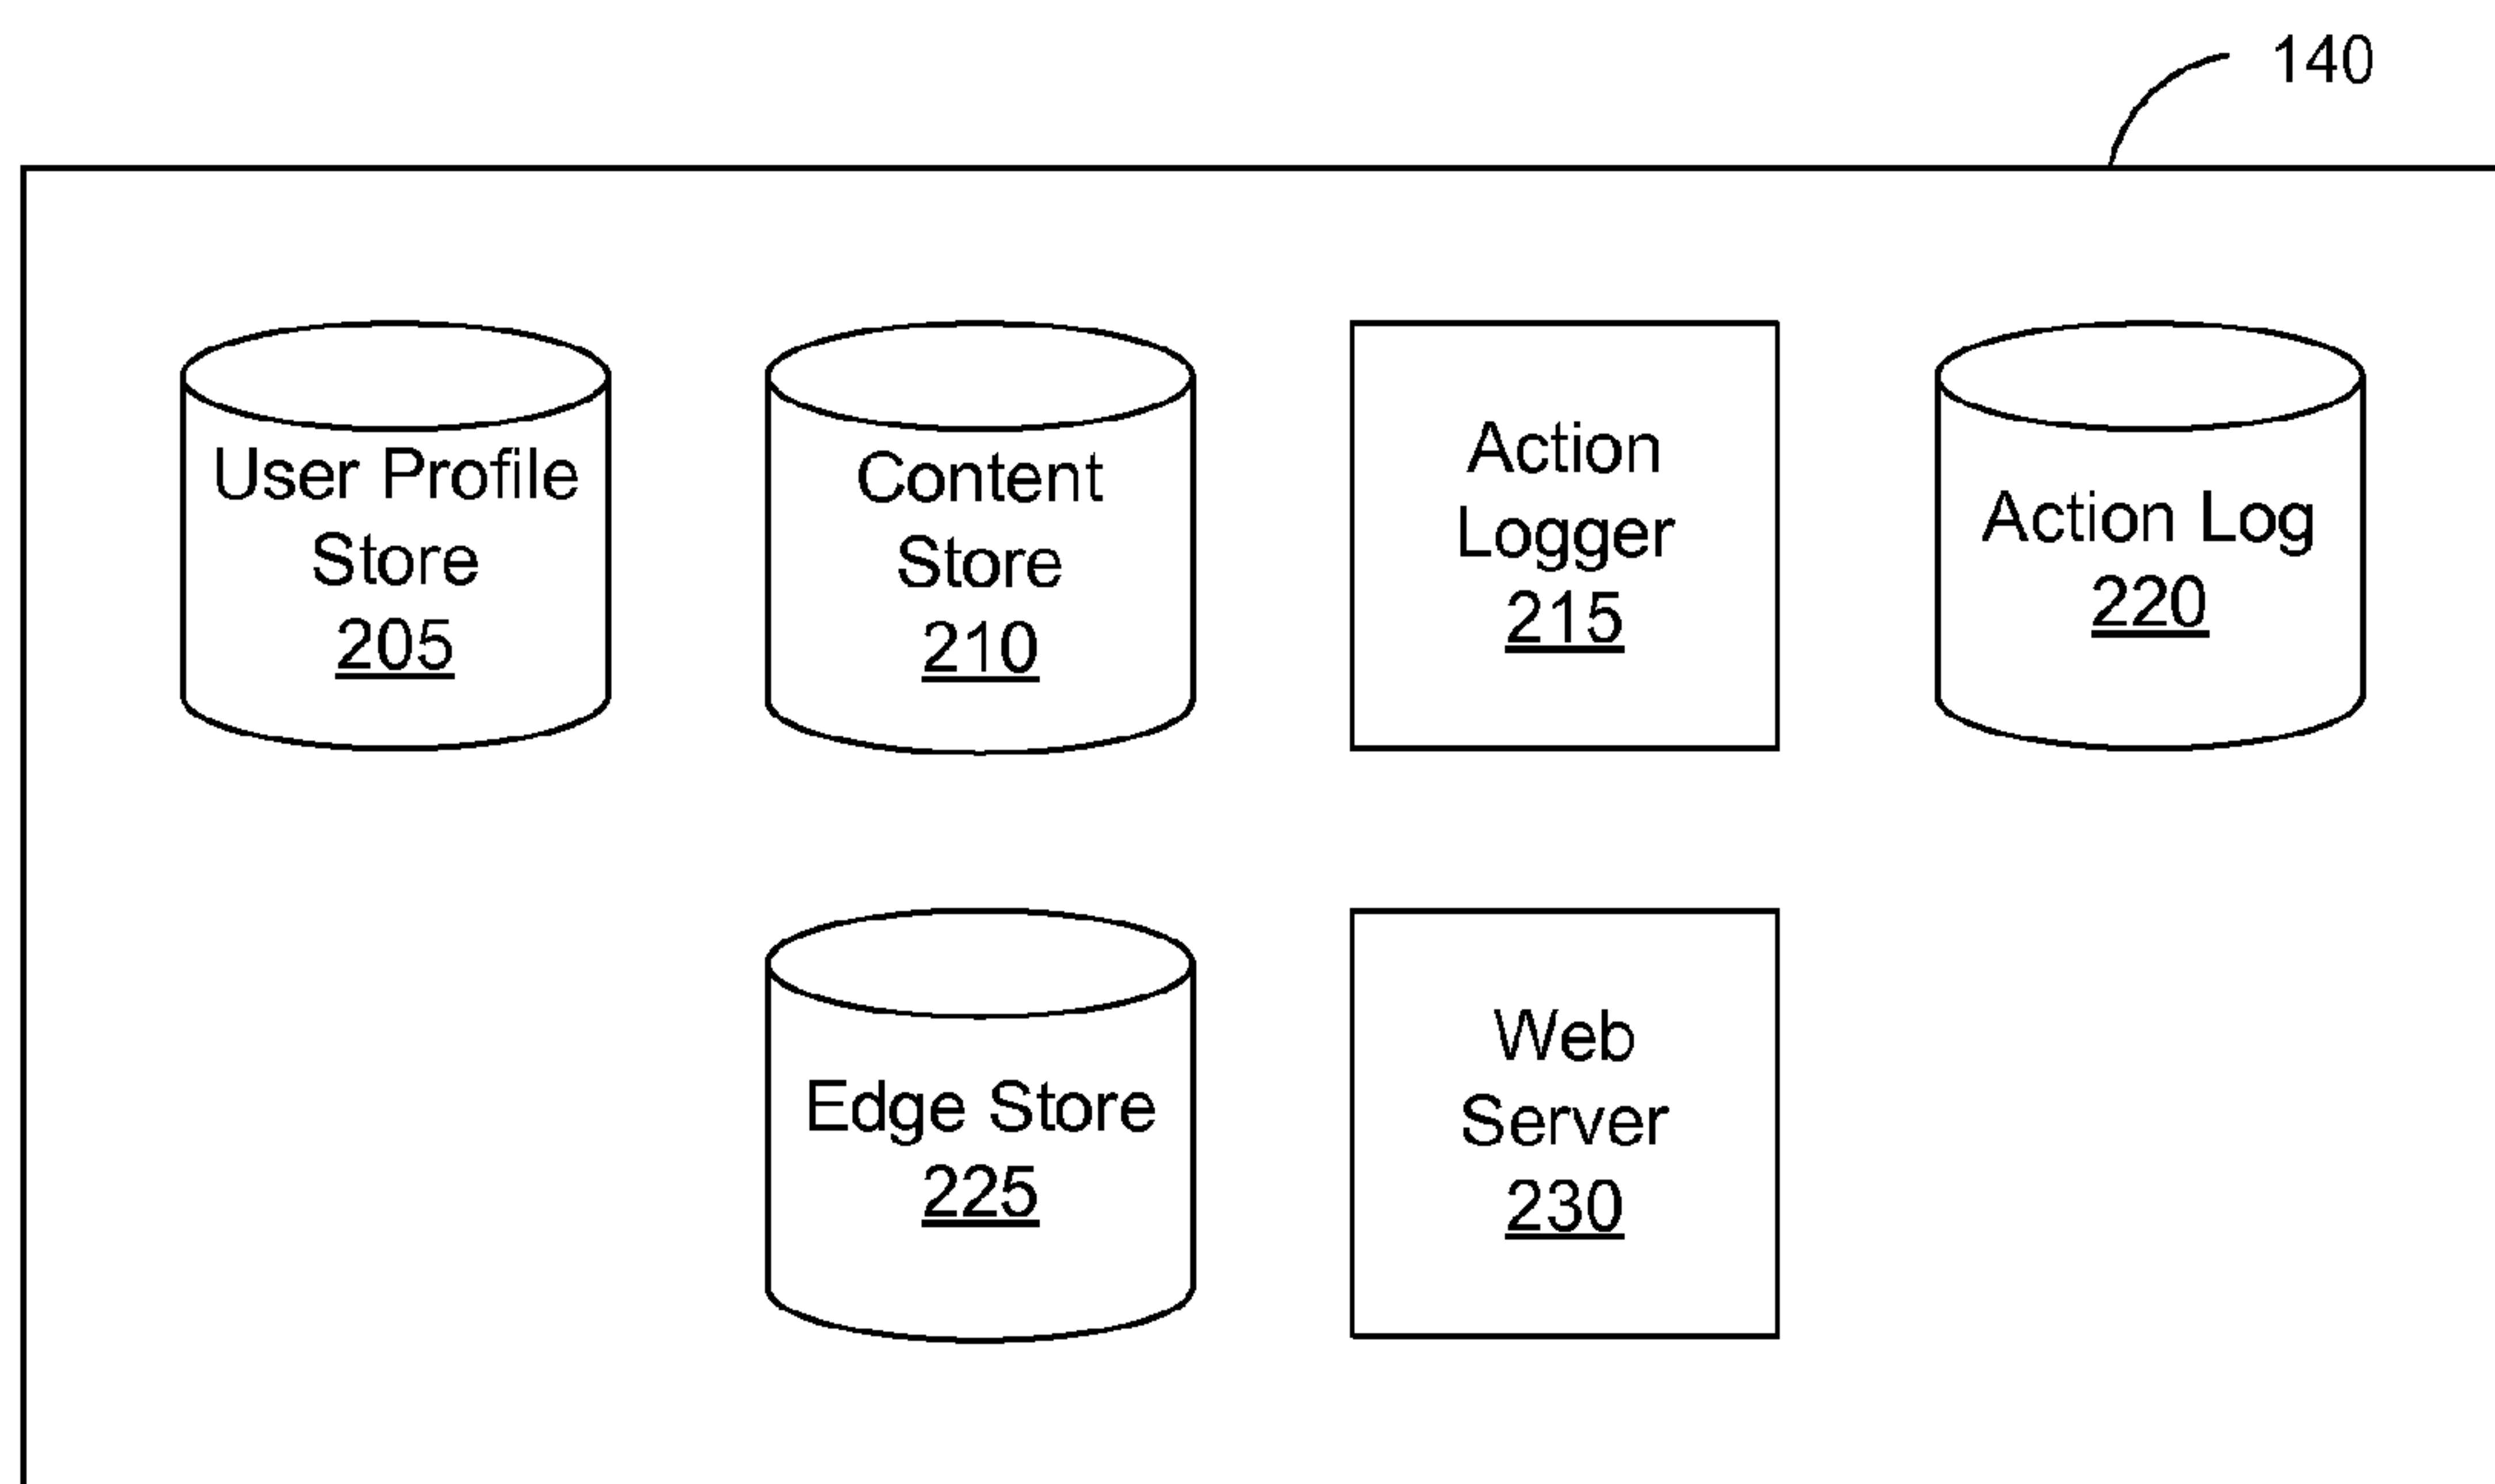 140
User Profile
Store
205
Content
Store
210
Action
Logger
215
Action Log
220
Edge Store
225
Web
Server
230